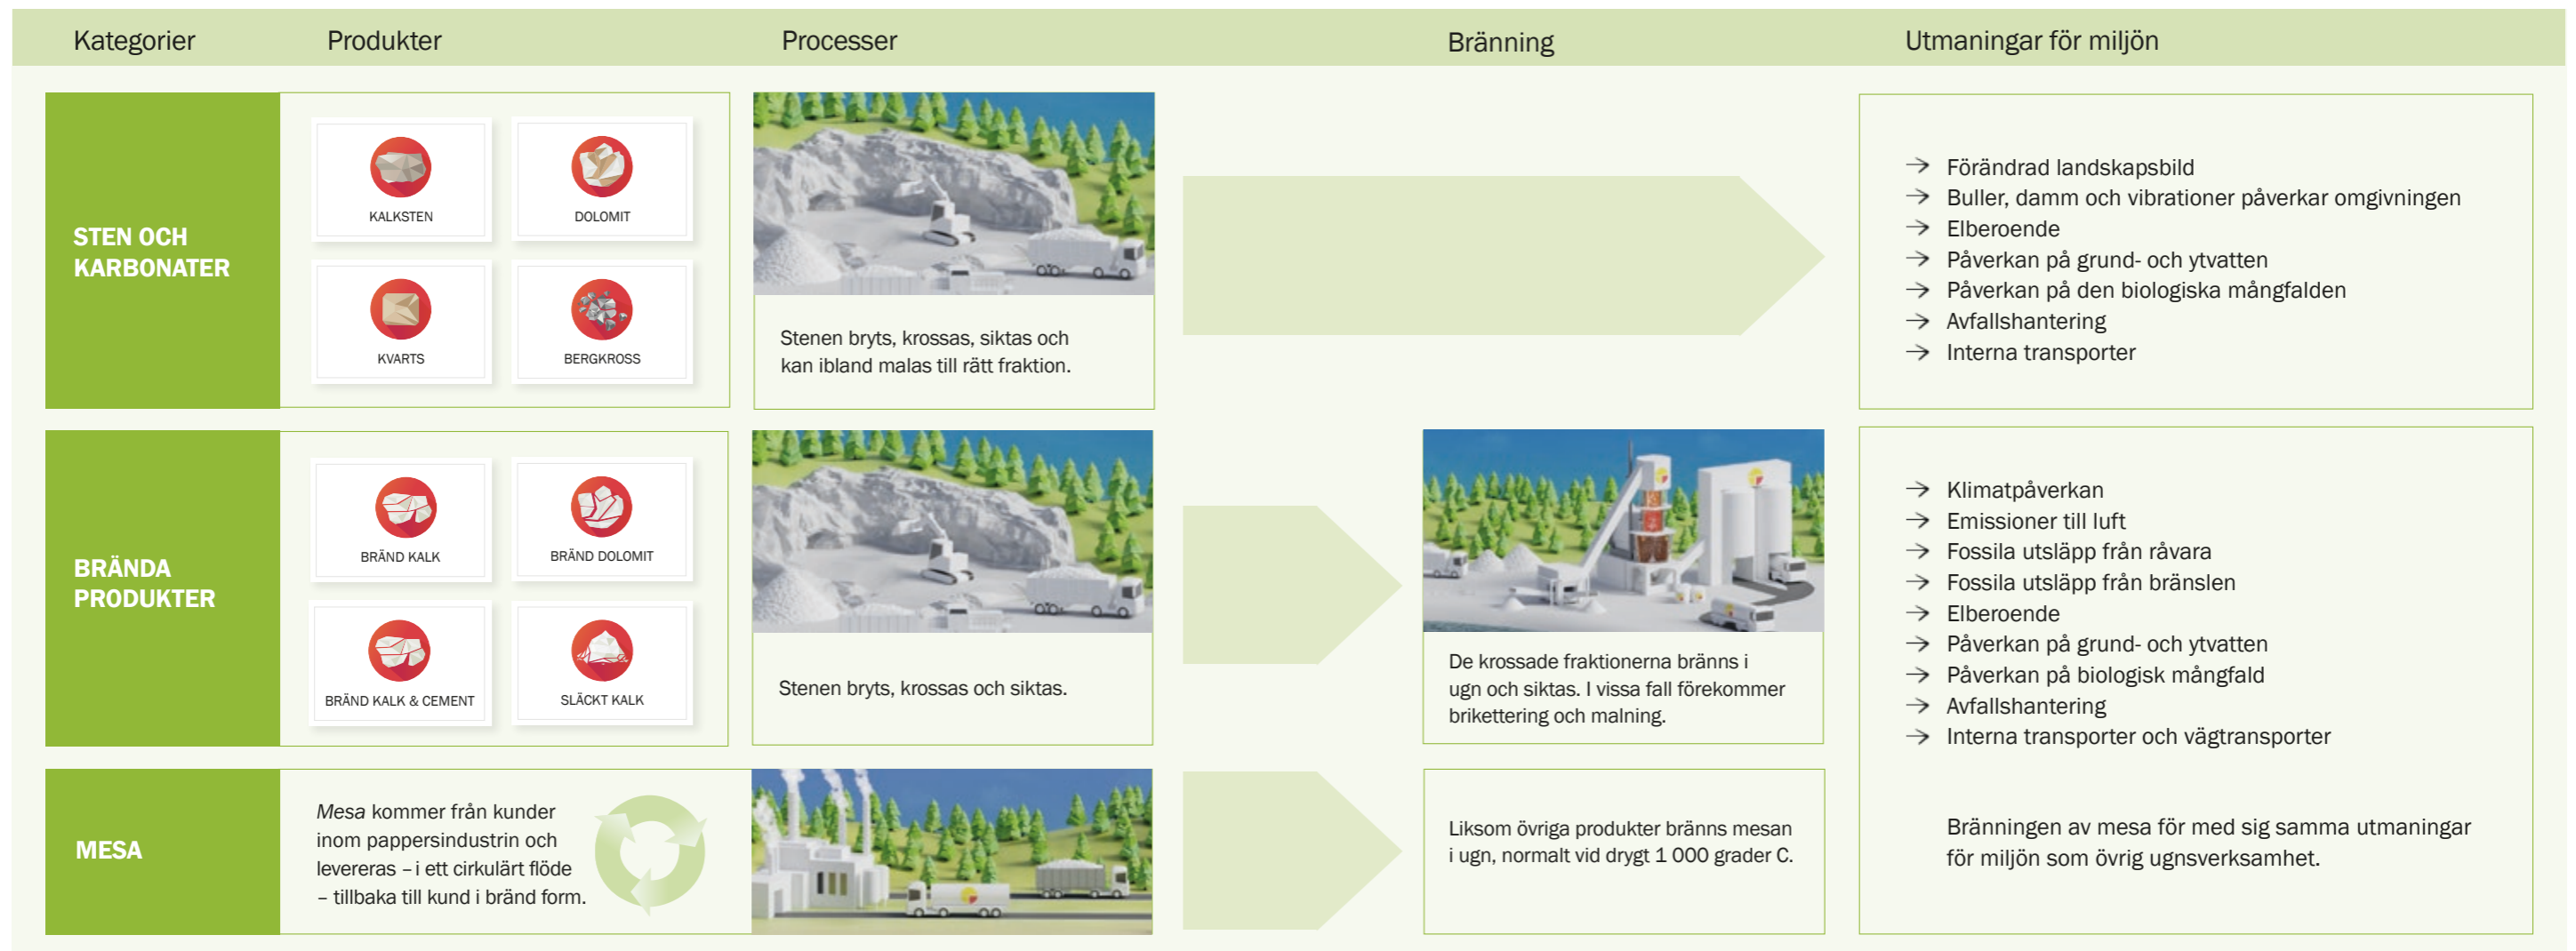 Kategorier
Produkter
Processer
Bränning
Utmaningar för miljön
STEN OCH
KARBONATER
KALKSTEN
DOLOMIT
KVARTS
BERGKROSS
Stenen bryts, krossas, siktas och
kan ibland malas till rätt fraktion.
→ Förändrad landskapsbild
→ Buller, damm och vibrationer påverkar omgivningen
→ Elberoende
→ Påverkan på grund- och ytvatten
→ Påverkan på den biologiska mångfalden
→ Avfallshantering
→ Interna transporter
BRÄNDA
PRODUKTER
BRÄND KALK
BRÄND DOLOMIT
BRÄND KALK & CEMENT
SLÄCKT KALK
Stenen bryts, krossas och siktas.
De krossade fraktionerna bränns i
ugn och siktas. I vissa fall förekommer
brikettering och malning.
→ Klimatpåverkan
→ Emissioner till luft
→ Fossila utsläpp från råvara
→ Fossila utsläpp från bränslen
→ Elberoende
→ Påverkan på grund- och ytvatten
→ Påverkan på biologisk mångfald
→ Avfallshantering
→ Interna transporter och vägtransporter
MESA
Mesa kommer från kunder
inom pappersindustrin och
levereras – i ett cirkulärt flöde
– tillbaka till kund i bränd form.
Liksom övriga produkter bränns mesan
i ugn, normalt vid drygt 1 000 grader C.
Bränningen av mesa för med sig samma utmaningar
för miljön som övrig ugnsverksamhet.